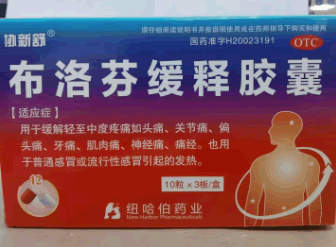 协新舒
请仔细阅读说明书并按说明使用或在药师指导下购买和使用
国药准字H20023191
OTC
布洛芬缓释胶囊
【适应症】
用于缓解轻至中度疼痛如头痛、关节痛、偏
头痛、牙痛、肌肉痛、神经痛、痛经。也用
于普通感冒或流行性感冒引起的发热。
12
10粒×3板/盒
纽哈伯药业
New Harbor Pharmaceuticals